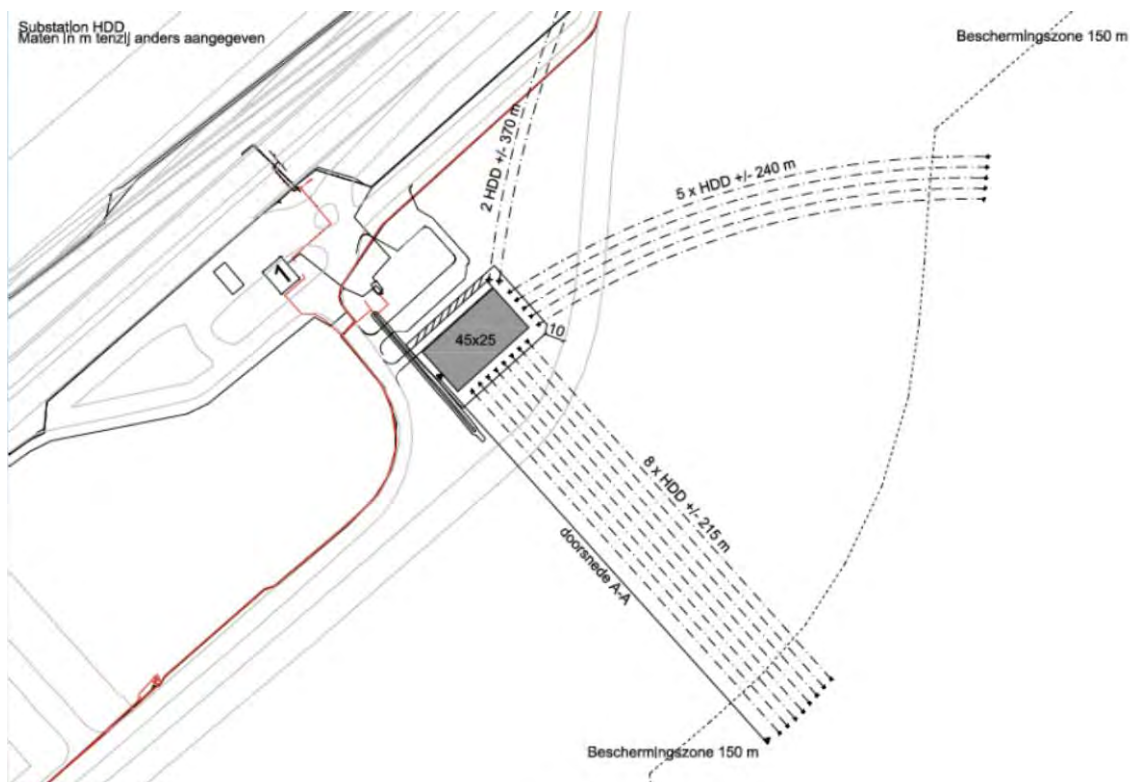 Substation HDD
Maten in m tenzij anders aangegeven
Beschermingszone 150 m
2 HDD +/- 370 m
5 x HDD +/- 240 m
1
10
45x25
8 x HDD +/- 215 m
doorsnede A-A
Beschermingszone 150 m